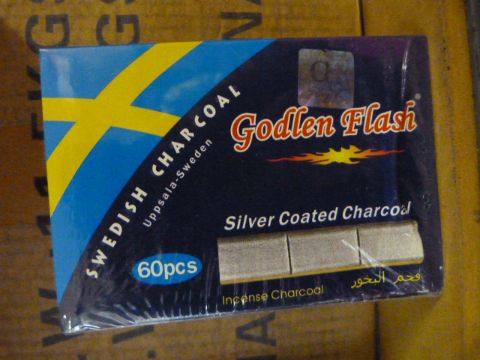 SWEDISH CHARCOAL
Uppsala-Sweden
Godlen Flash
Silver Coated Charcoal
60pcs
Incense Charcoal
فحم البخور